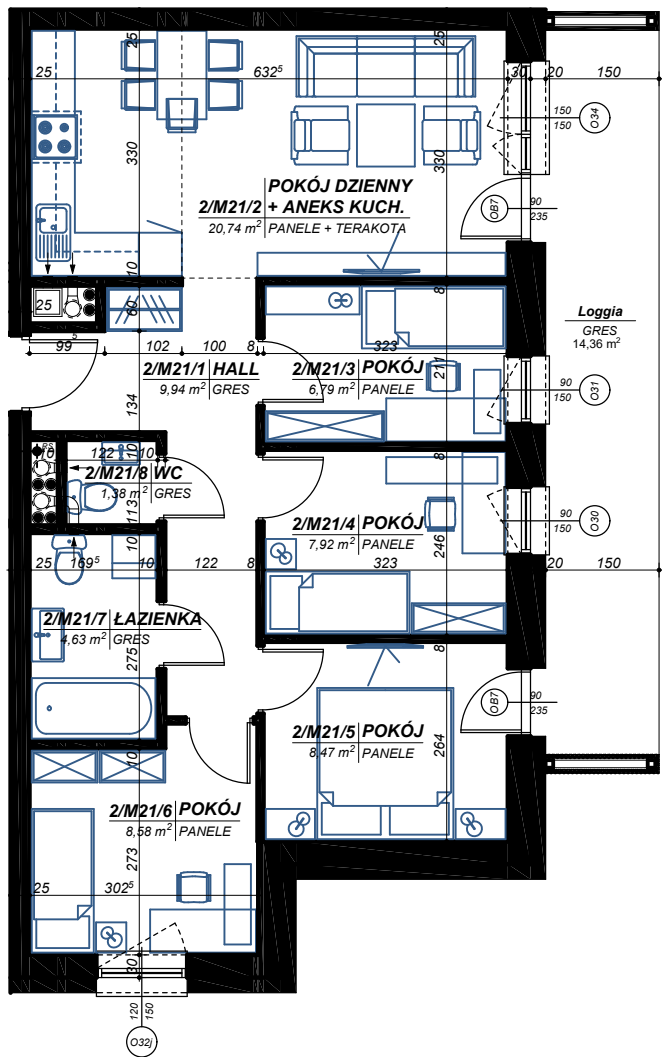 25
25
25
632⁵
30
20
150
150
150
O34
330
330
POKÓJ DZIENNY
2/M21/2 + ANEKS KUCH.
20,74 m² PANELE + TERAKOTA
OB7
90
235
10
8
25
60
Loggia
GRES
14,36 m²
99
102
100
8
323
2/M21/1 HALL
9,94 m² GRES
2/M21/3 POKÓJ
6,79 m² PANELE
211
90
150
O31
134
10
122
10
10
8
2/M21/8 WC
1,38 m² GRES
113
2/M21/4 POKÓJ
7,92 m² PANELE
246
90
150
O30
10
25
169⁵
10
122
8
323
20
150
2/M21/7 ŁAZIENKA
4,63 m² GRES
275
8
OB7
90
235
2/M21/5 POKÓJ
8,47 m² PANELE
264
10
2/M21/6 POKÓJ
8,58 m² PANELE
273
25
302⁵
30
120
150
O32j